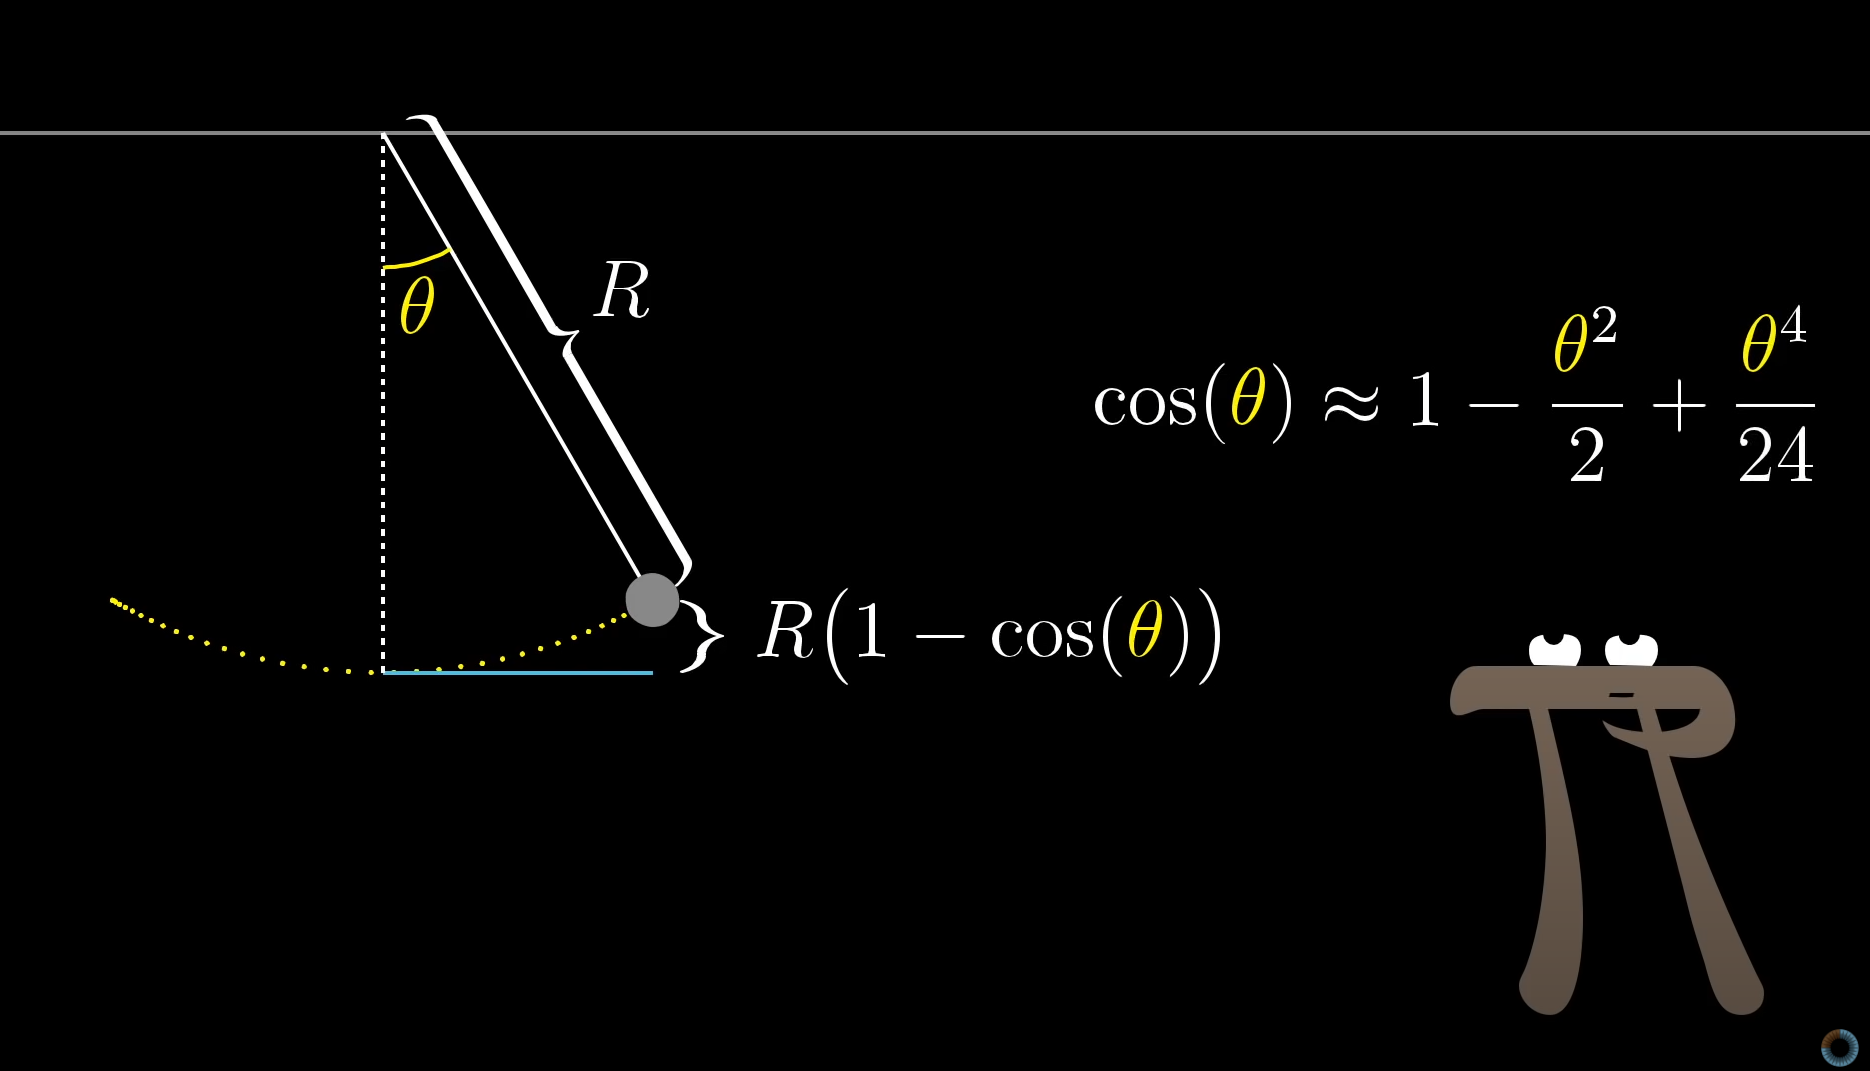 R
θ
cos(θ) ≈ 1 − θ²/2 + θ⁴/24
R(1 − cos(θ))